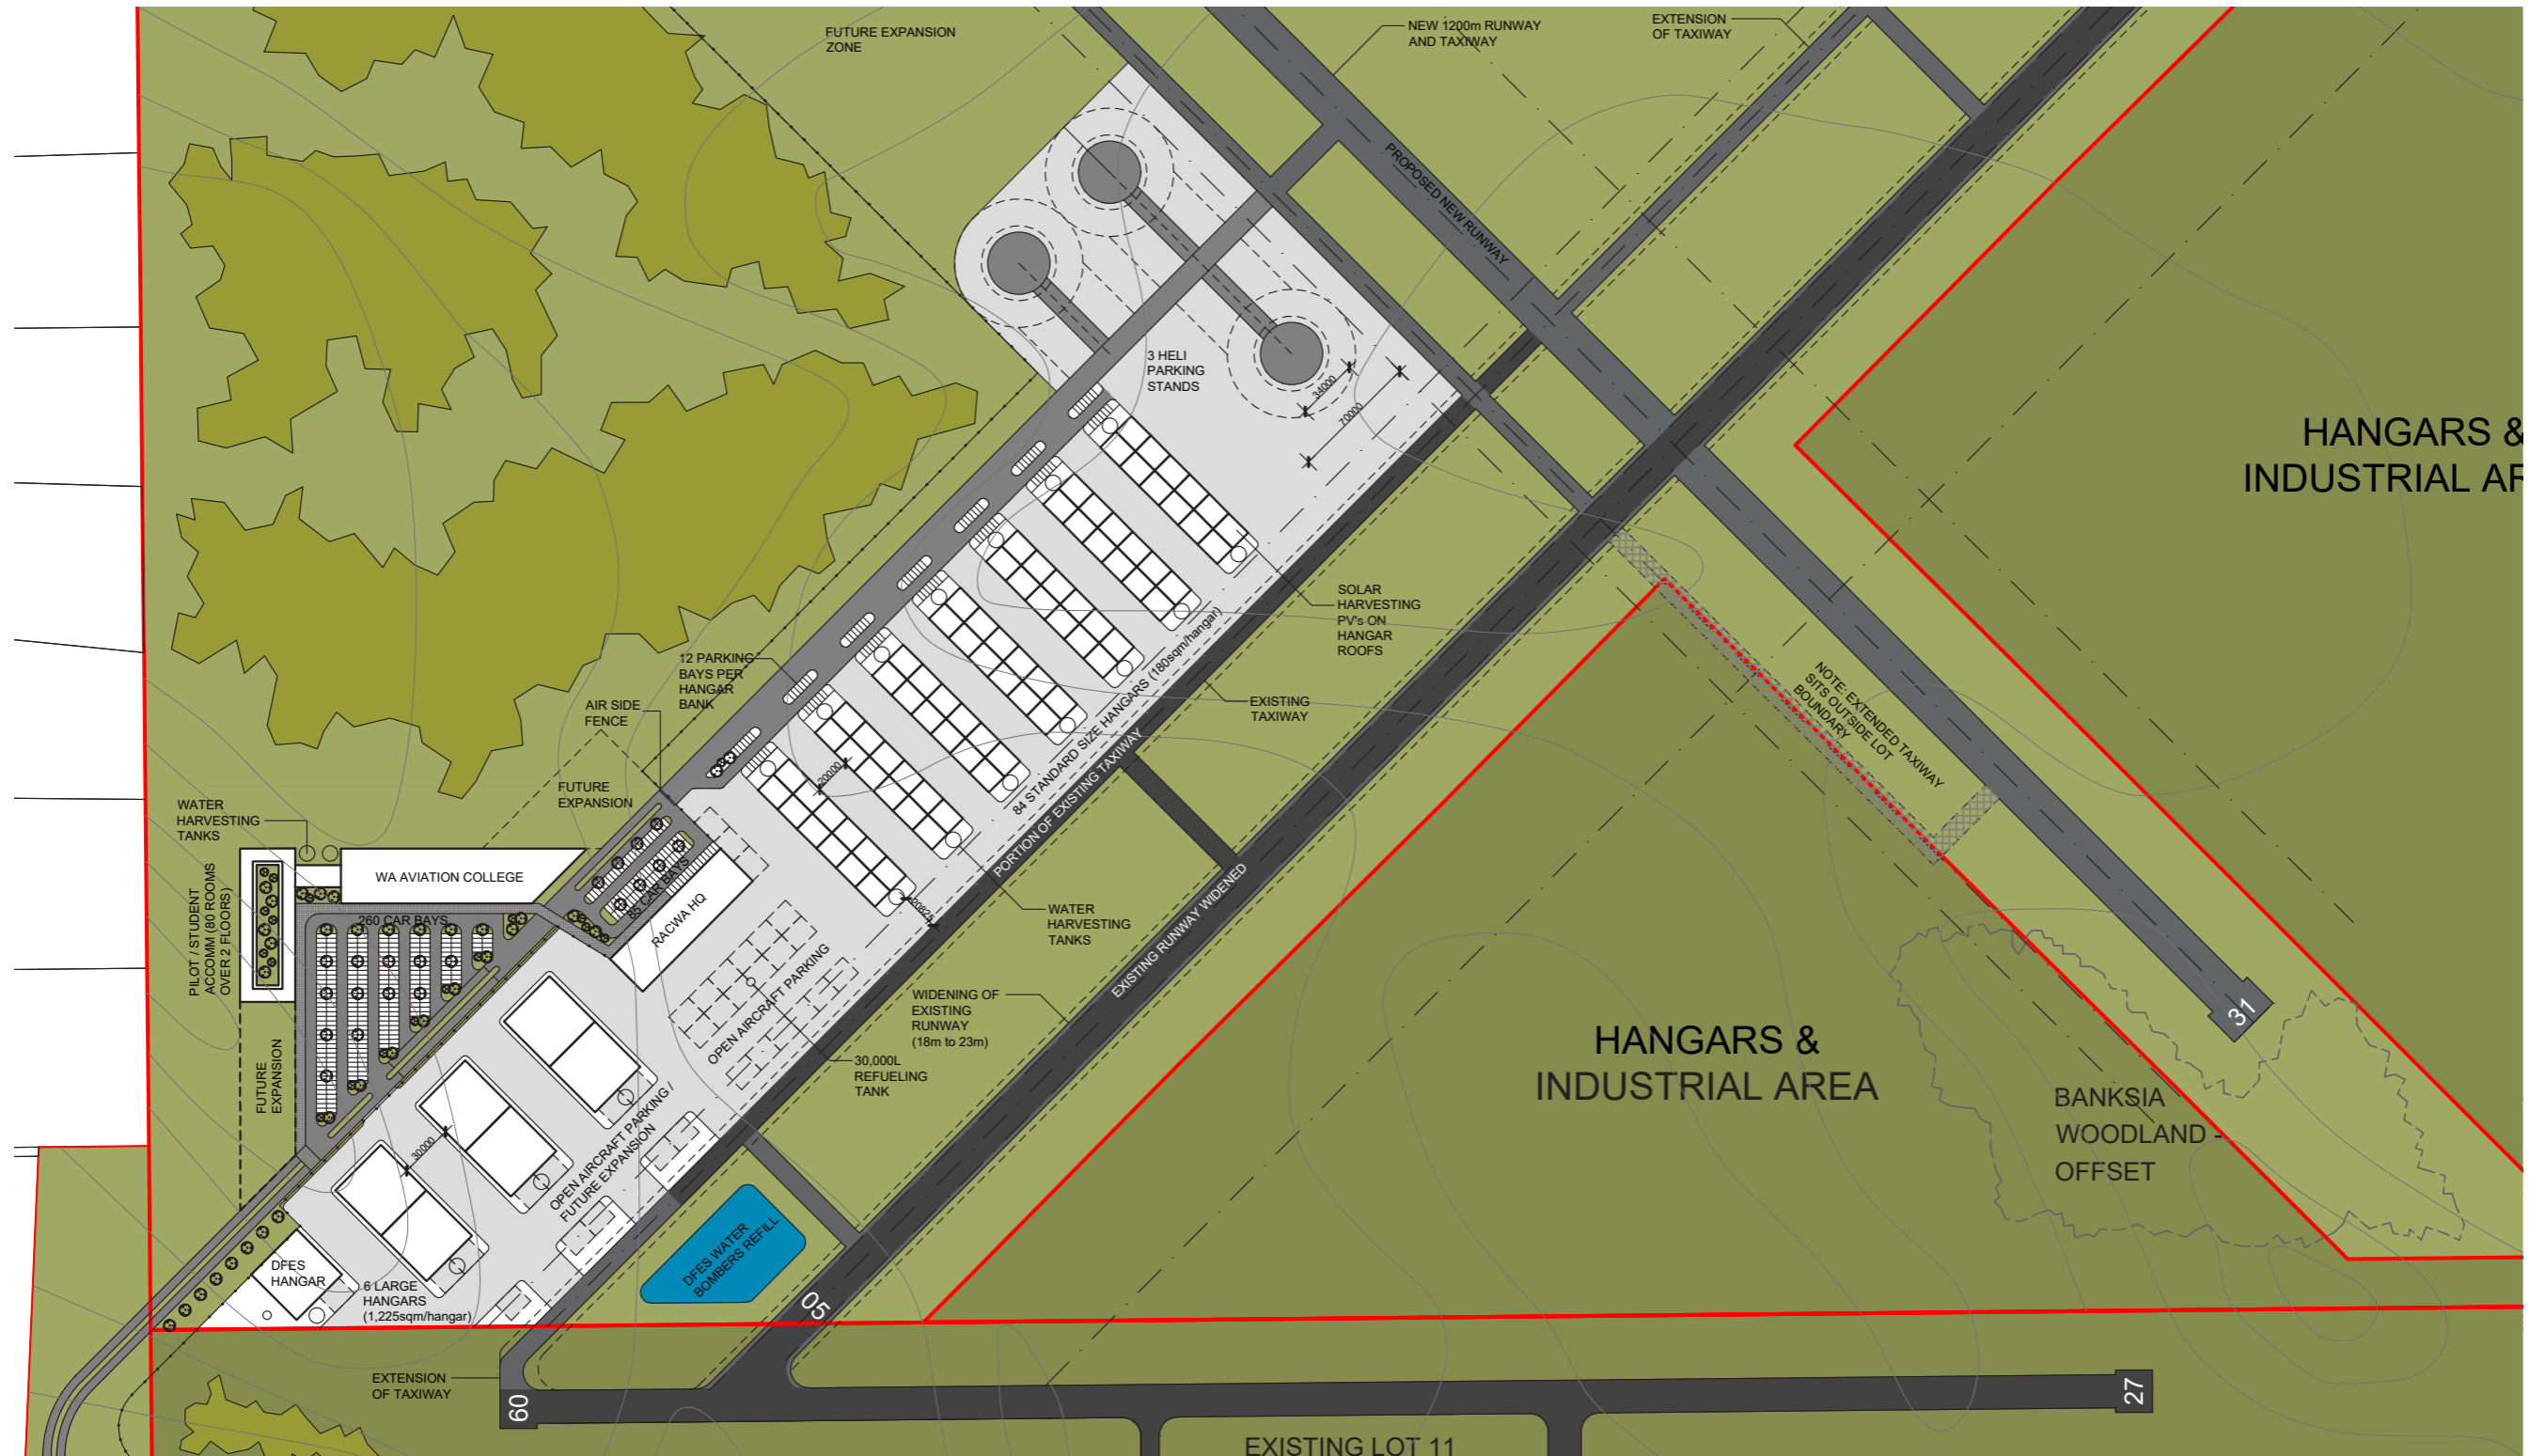 FUTURE EXPANSION
ZONE
NEW 1200m RUNWAY
AND TAXIWAY
EXTENSION
OF TAXIWAY
PROPOSED NEW RUNWAY
3 HELI
PARKING
STANDS
34000
70000
HANGARS &
INDUSTRIAL AR
SOLAR
HARVESTING
PV's ON
HANGAR
ROOFS
84 STANDARD SIZE HANGARS (180sqm/hangar)
12 PARKING
BAYS PER
HANGAR
BANK
AIR SIDE
FENCE
EXISTING
TAXIWAY
NOTE: EXTENDED TAXIWAY
SITS OUTSIDE LOT
BOUNDARY
PORTION OF EXISTING TAXIWAY
20000
FUTURE
EXPANSION
WATER
HARVESTING
TANKS
WA AVIATION COLLEGE
85 CAR BAYS
RACWA HQ
20825
WATER
HARVESTING
TANKS
EXISTING RUNWAY WIDENED
PILOT / STUDENT
ACCOMM (880 ROOMS
OVER 2 FLOORS)
260 CAR BAYS
OPEN AIRCRAFT PARKING
WIDENING OF
EXISTING
RUNWAY
(18m to 23m)
31
FUTURE
EXPANSION
30,000L
REFUELING
TANK
HANGARS &
INDUSTRIAL AREA
BANKSIA
WOODLAND -
OFFSET
30000
OPEN AIRCRAFT PARKING /
FUTURE EXPANSION
DFES WATER
BOMBERS REFILL
DFES
HANGAR
6 LARGE
HANGARS
(1,225sqm/hangar)
05
EXTENSION
OF TAXIWAY
09
27
EXISTING LOT 11